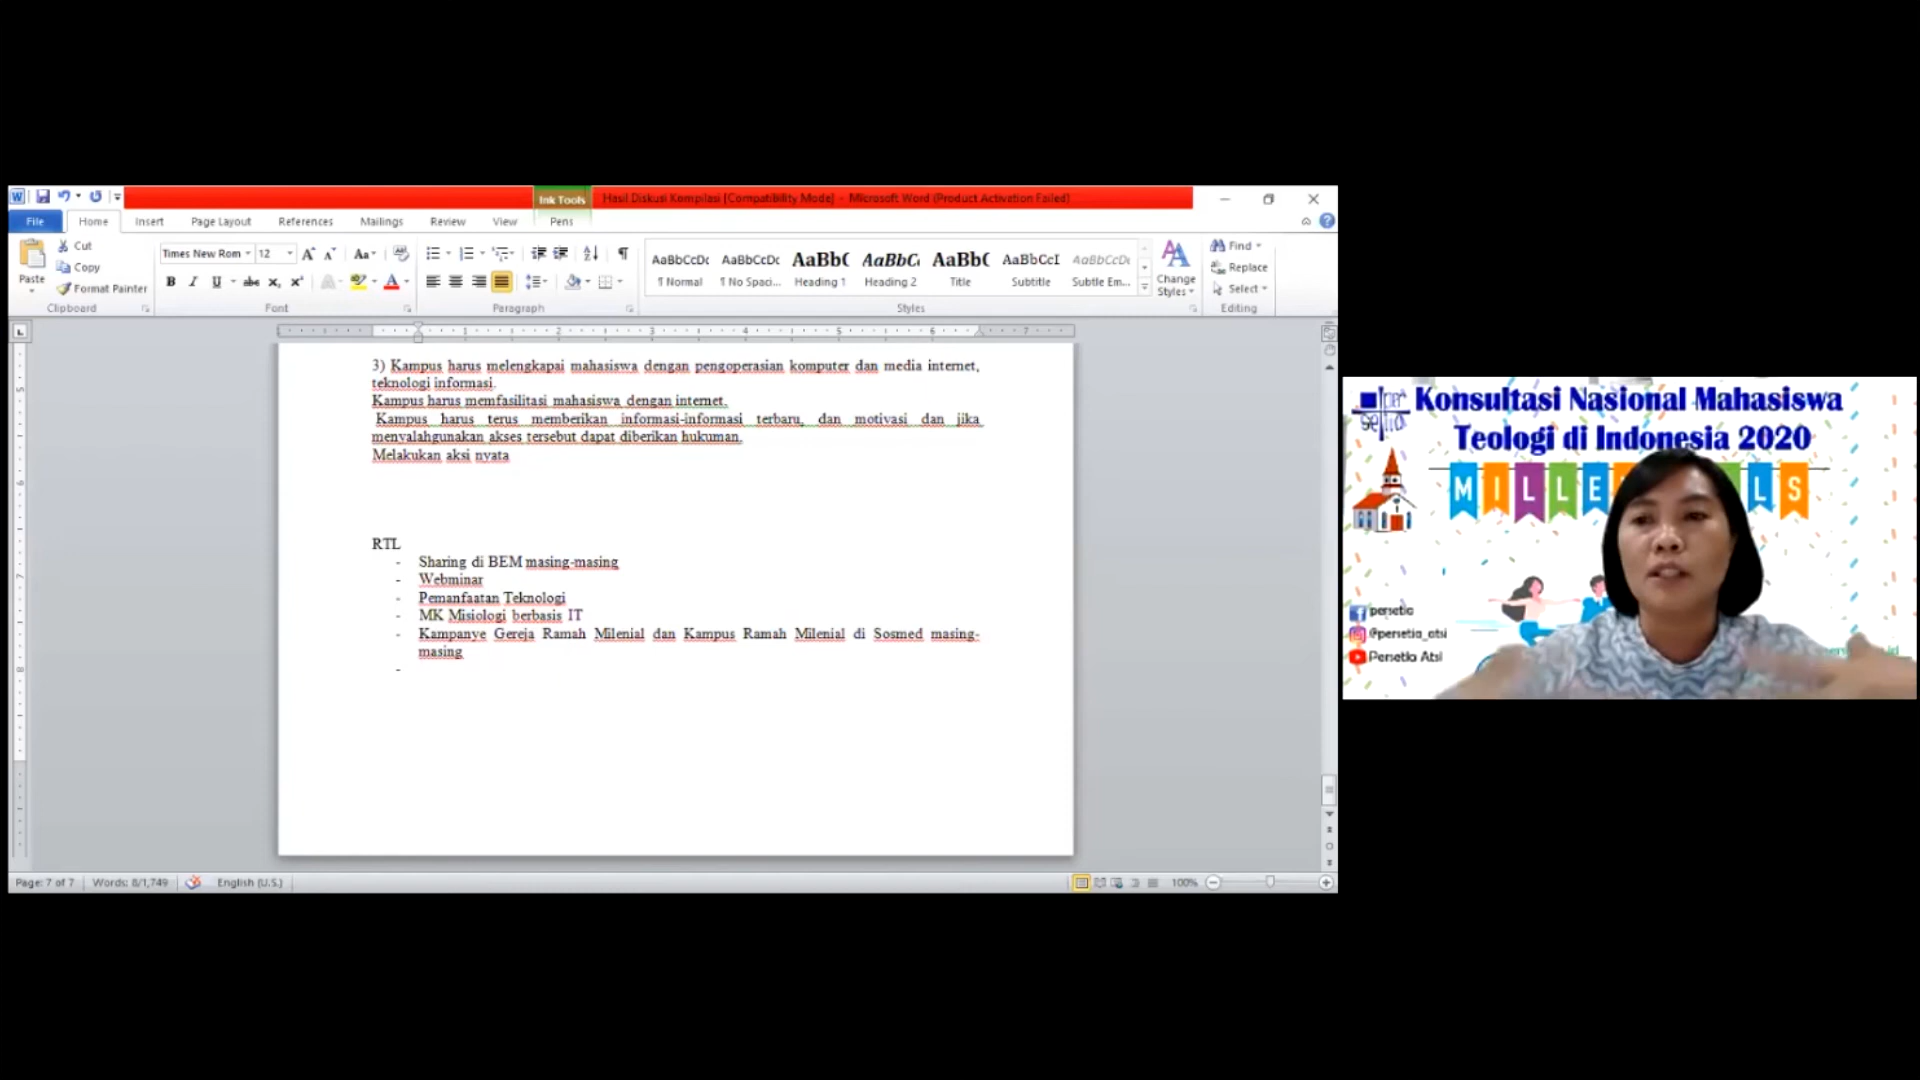 Ink Tools
Hasil Diskusi Kompilasi [Compatibility Mode] - Microsoft Word (Product Activation Failed)
File Home Insert Page Layout References Mailings Review View Pens
Paste
Cut
Copy
Format Painter
Clipboard
Times New Rom 12
Font
Paragraph
AaBbCcDc AaBbCcDc AaBb( AaBbC AaBb( AaBbCcI AaBbCcDc
¶ Normal ¶ No Spaci... Heading 1 Heading 2 Title Subtitle Subtle Em...
Styles
Change
Styles
Find
Replace
Select
Editing
3) Kampus harus melengkapai mahasiswa dengan pengoperasian komputer dan media internet,
teknologi informasi.
Kampus harus memfasilitasi mahasiswa dengan internet.
Kampus harus terus memberikan informasi-informasi terbaru, dan motivasi dan jika
menyalahgunakan akses tersebut dapat diberikan hukuman.
Melakukan aksi nyata
RTL
- Sharing di BEM masing-masing
- Webminar
- Pemanfaatan Teknologi
- MK Misiologi berbasis IT
- Kampanye Gereja Ramah Milenial dan Kampus Ramah Milenial di Sosmed masing-
masing
-
Page: 7 of 7 Words: 8/1,749 English (U.S.) 100%
per
setia
Konsultasi Nasional Mahasiswa
Teologi di Indonesia 2020
MILLE LS
persetia
@persetia_atsi
Persetia Atsi